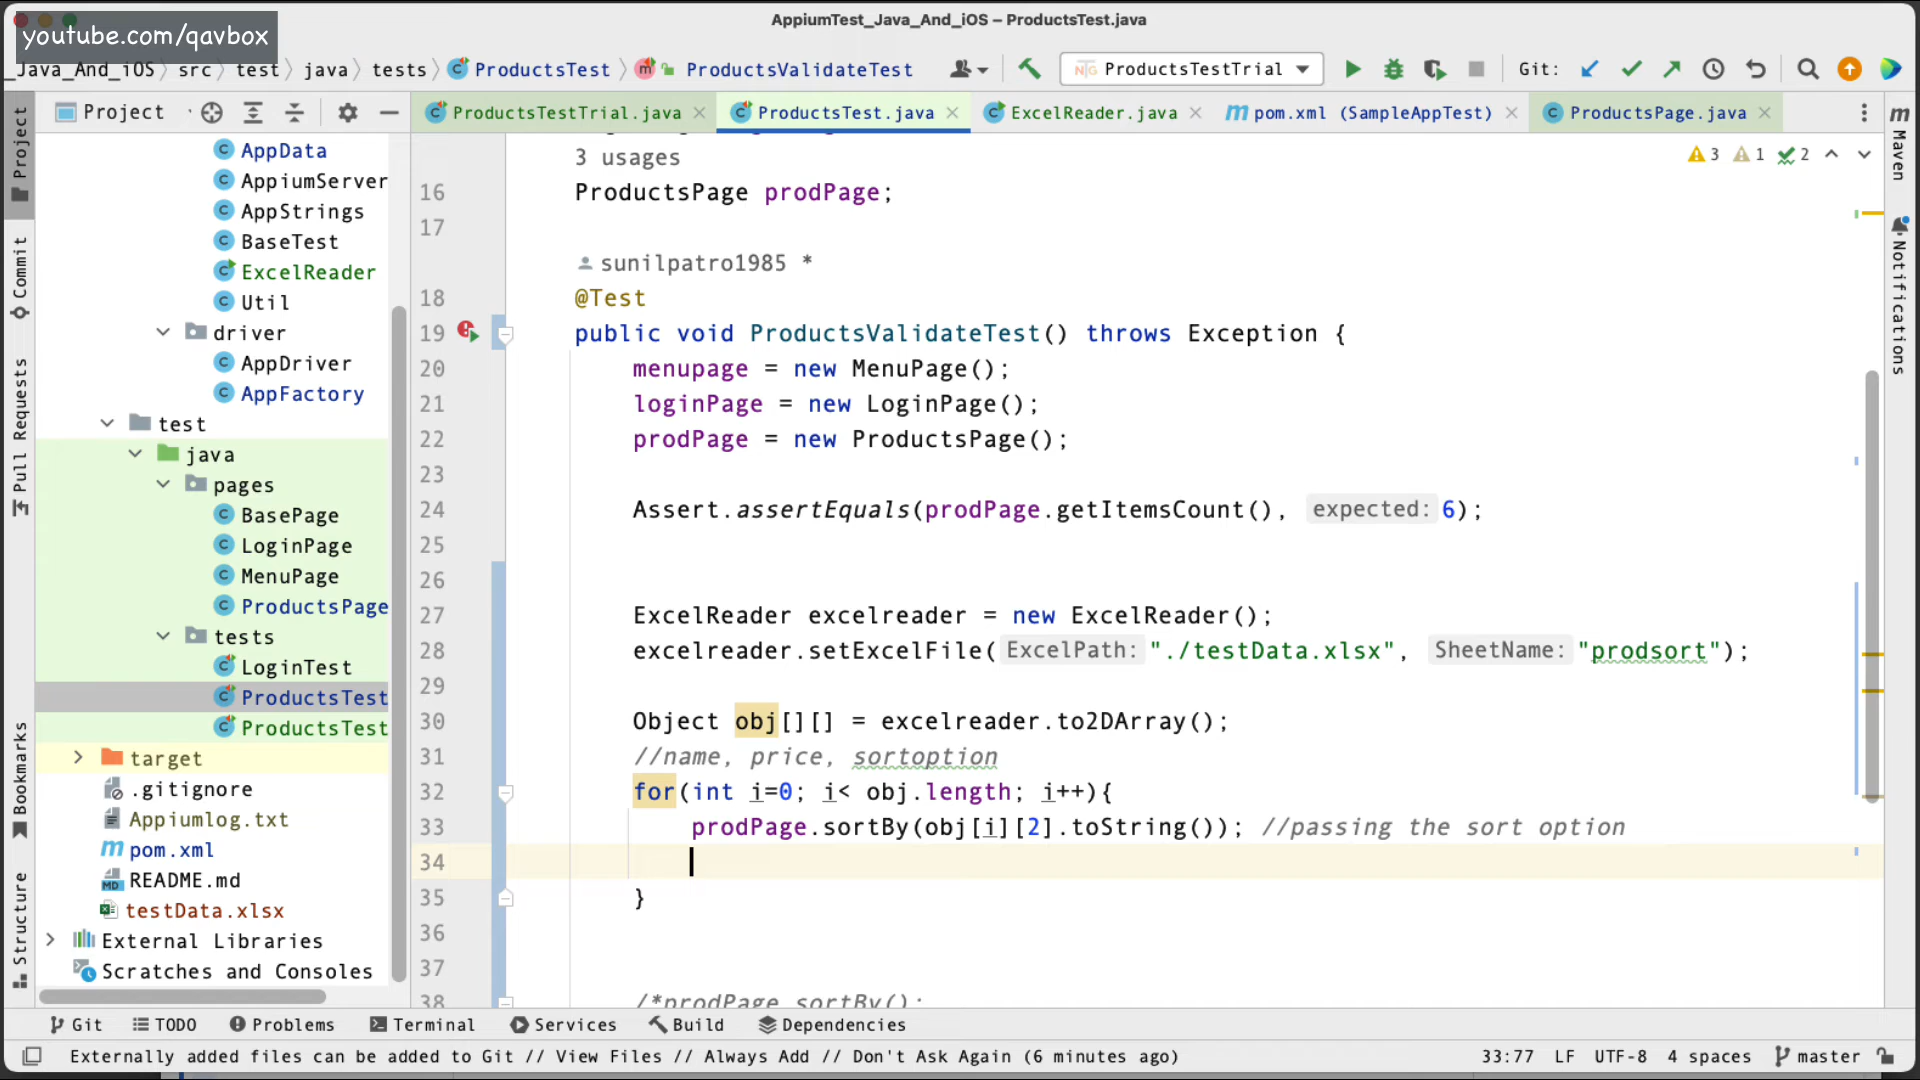 AppiumTest_Java_And_iOS – ProductsTest.java
youtube.com/qavbox
_Java_And_iOS 〉 src 〉 test 〉 java 〉 tests 〉 ProductsTest 〉 ProductsValidateTest
ProductsTestTrial
Git:
Project
ProductsTestTrial.java
ProductsTest.java
ExcelReader.java
pom.xml (SampleAppTest)
ProductsPage.java
Project
Commit
Pull Requests
Bookmarks
Structure
Maven
Notifications
AppData
AppiumServer
AppStrings
BaseTest
ExcelReader
Util
driver
AppDriver
AppFactory
test
java
pages
BasePage
LoginPage
MenuPage
ProductsPage
tests
LoginTest
ProductsTest
ProductsTest
target
.gitignore
Appiumlog.txt
pom.xml
README.md
testData.xlsx
External Libraries
Scratches and Consoles
3 1 2
3 usages
16 ProductsPage prodPage;
17
sunilpatro1985 *
18 @Test
19 public void ProductsValidateTest() throws Exception {
20 menupage = new MenuPage();
21 loginPage = new LoginPage();
22 prodPage = new ProductsPage();
23
24 Assert.assertEquals(prodPage.getItemsCount(), expected: 6);
25
26
27 ExcelReader excelreader = new ExcelReader();
28 excelreader.setExcelFile( ExcelPath: "./testData.xlsx", SheetName: "prodsort");
29
30 Object obj[][] = excelreader.to2DArray();
31 //name, price, sortoption
32 for(int i=0; i< obj.length; i++){
33 prodPage.sortBy(obj[i][2].toString()); //passing the sort option
34
35 }
36
37
38 /*prodPage.sortBy();
Git TODO Problems Terminal Services Build Dependencies
Externally added files can be added to Git // View Files // Always Add // Don't Ask Again (6 minutes ago)
33:77 LF UTF-8 4 spaces master